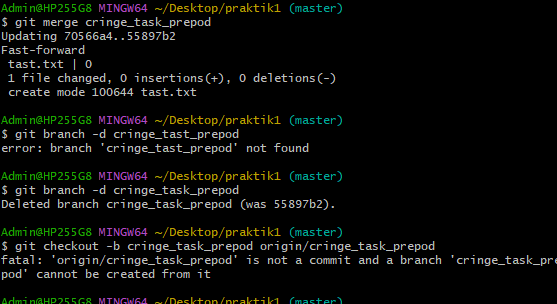 Admin@HP255G8 MINGW64 ~/Desktop/praktik1 (master)
$ git merge cringe_task_prepod
Updating 70566a4..55897b2
Fast-forward
 tast.txt | 0
 1 file changed, 0 insertions(+), 0 deletions(-)
 create mode 100644 tast.txt
Admin@HP255G8 MINGW64 ~/Desktop/praktik1 (master)
$ git branch -d cringe_tast_prepod
error: branch 'cringe_tast_prepod' not found
Admin@HP255G8 MINGW64 ~/Desktop/praktik1 (master)
$ git branch -d cringe_task_prepod
Deleted branch cringe_task_prepod (was 55897b2).
Admin@HP255G8 MINGW64 ~/Desktop/praktik1 (master)
$ git checkout -b cringe_task_prepod origin/cringe_task_prepod
fatal: 'origin/cringe_task_prepod' is not a commit and a branch 'cringe_task_pre
pod' cannot be created from it